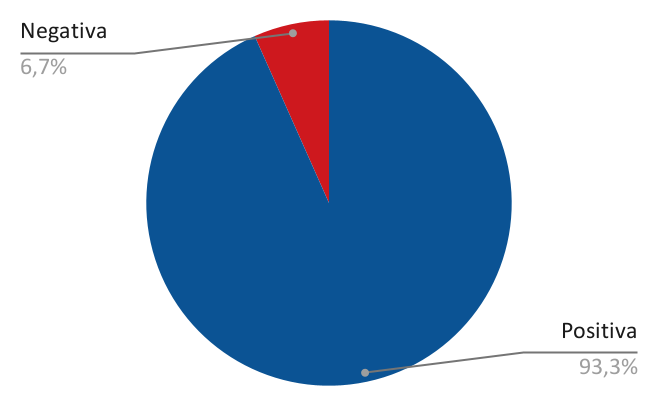 Negativa
6,7%
Positiva
93,3%